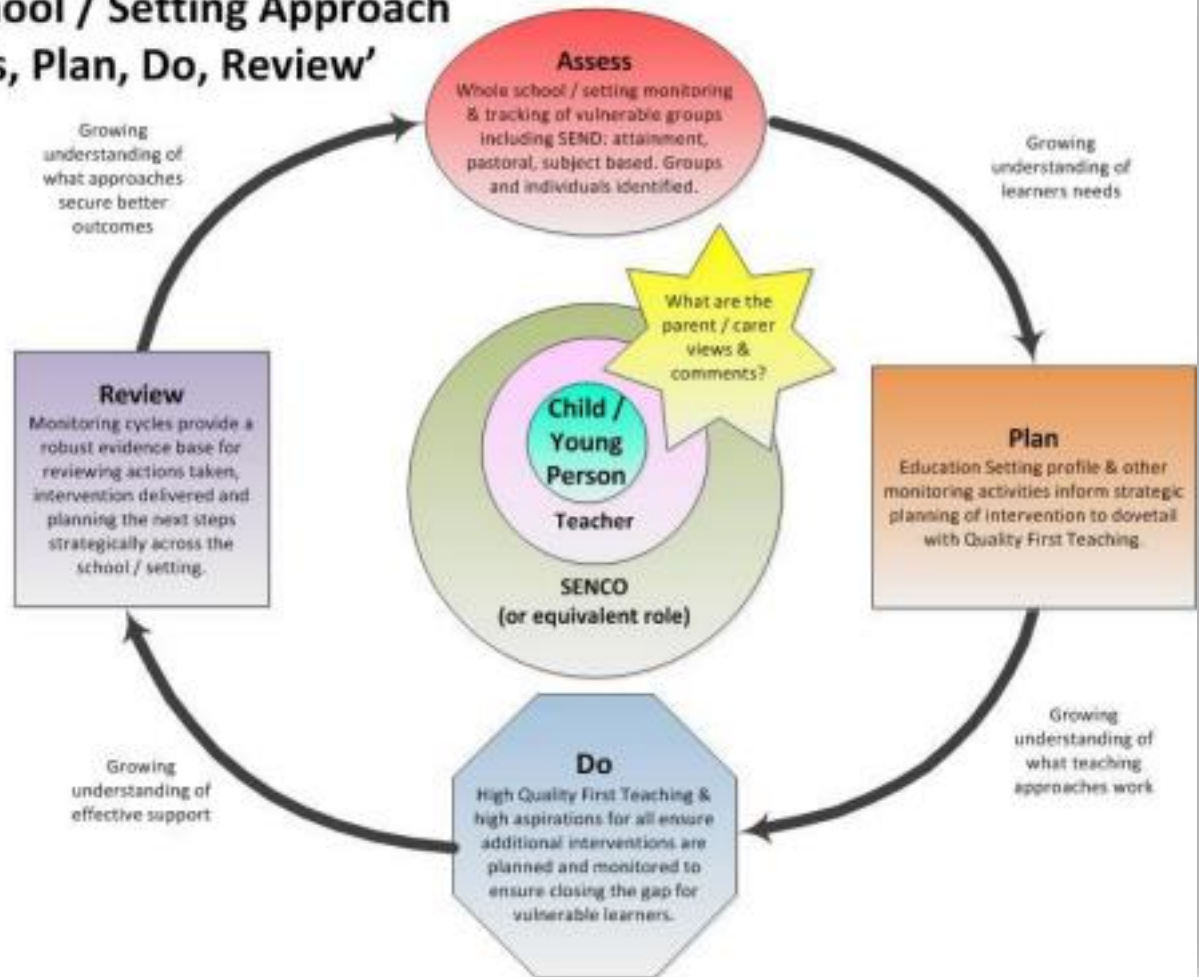 ool / Setting Approach
s, Plan, Do, Review’
Assess
Whole school / setting monitoring
& tracking of vulnerable groups
including SEND: attainment,
pastoral, subject based. Groups
and individuals identified.
Growing
understanding of
what approaches
secure better
outcomes
Growing
understanding of
learners needs
What are the
parent / carer
views &
comments?
Review
Monitoring cycles provide a
robust evidence base for
reviewing actions taken,
intervention delivered and
planning the next steps
strategically across the
school / setting.
Child /
Young
Person
Teacher
SENCO
(or equivalent role)
Plan
Education Setting profile & other
monitoring activities inform strategic
planning of intervention to dovetail
with Quality First Teaching.
Growing
understanding of
what teaching
approaches work
Growing
understanding of
effective support
Do
High Quality First Teaching &
high aspirations for all ensure
additional interventions are
planned and monitored to
ensure closing the gap for
vulnerable learners.